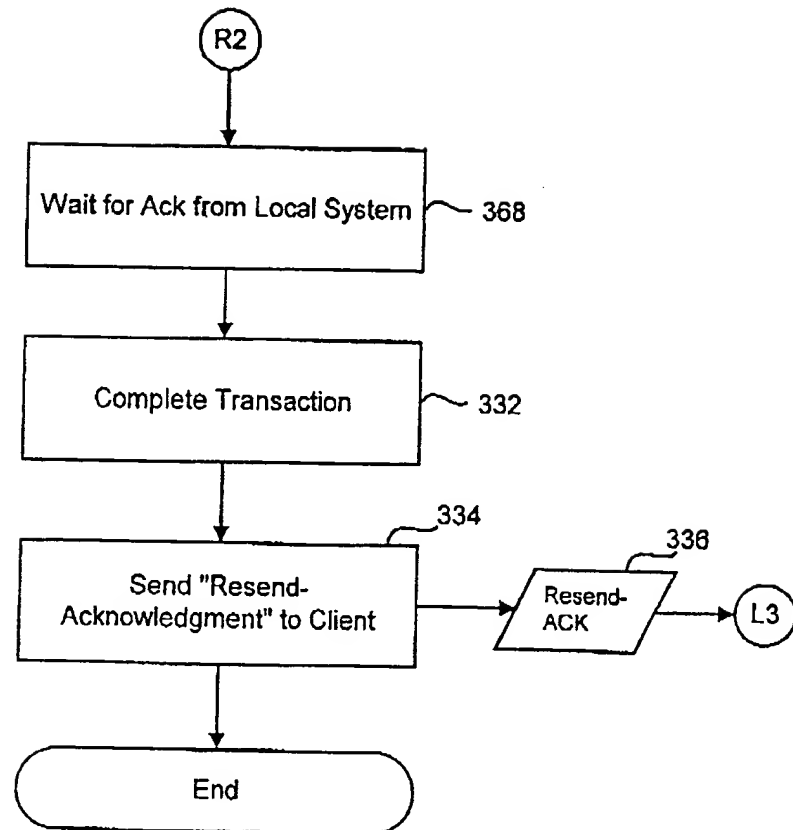 R2
Wait for Ack from Local System
368
Complete Transaction
332
334
Send "Resend-
Acknowledgment" to Client
336
Resend-
ACK
L3
End